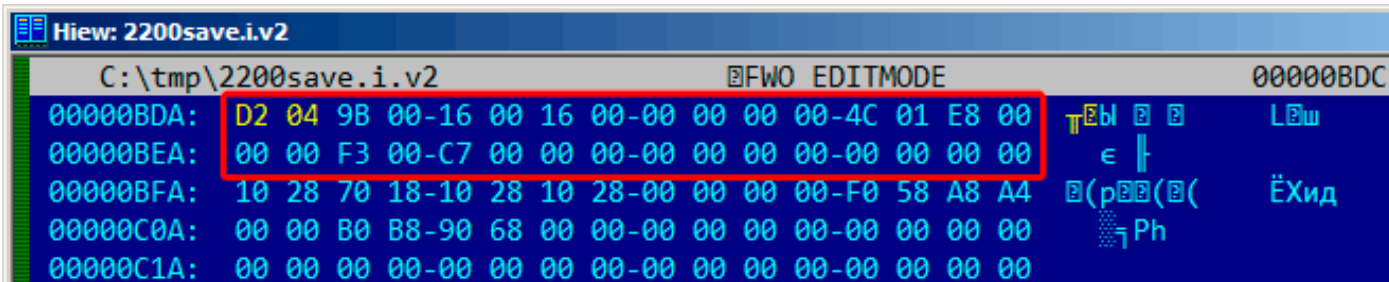 Hiew: 2200save.i.v2
C:\tmp\2200save.i.v2 FWO EDITMODE 00000BDC
00000BDA: D2 04 9B 00-16 00 16 00-00 00 00 00-4C 01 E8 00 ╥ Ы L ш
00000BEA: 00 00 F3 00-C7 00 00 00-00 00 00 00-00 00 00 00 є ╟
00000BFA: 10 28 70 18-10 28 10 28-00 00 00 00-F0 58 A8 A4 (p ( ( ЁXид
00000C0A: 00 00 B0 B8-90 68 00 00-00 00 00 00-00 00 00 00 ░╕Рh
00000C1A: 00 00 00 00-00 00 00 00-00 00 00 00-00 00 00 00